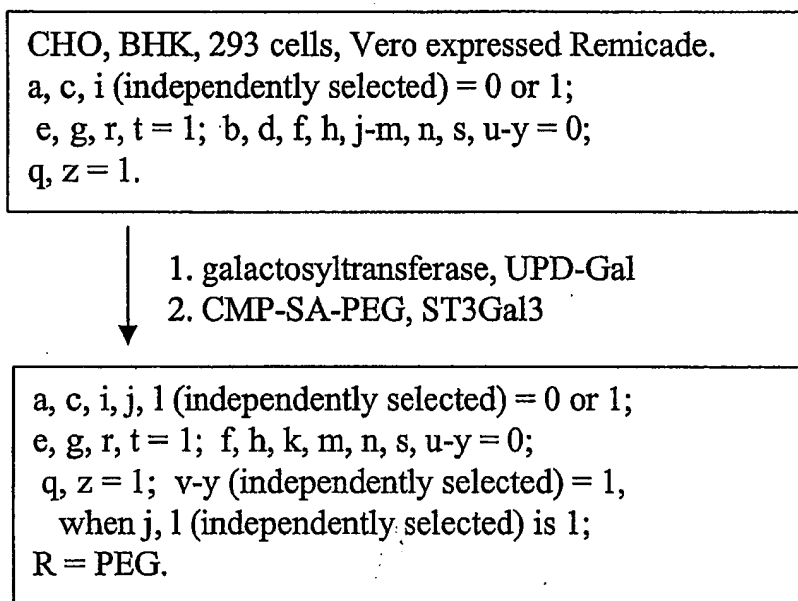 CHO, BHK, 293 cells, Vero expressed Remicade.
a, c, i (independently selected) = 0 or 1;
e, g, r, t = 1; b, d, f, h, j-m, n, s, u-y = 0;
q, z = 1.
1. galactosyltransferase, UPD-Gal
2. CMP-SA-PEG, ST3Gal3
a, c, i, j, l (independently selected) = 0 or 1;
e, g, r, t = 1; f, h, k, m, n, s, u-y = 0;
q, z = 1; v-y (independently selected) = 1,
when j, l (independently selected) is 1;
R = PEG.